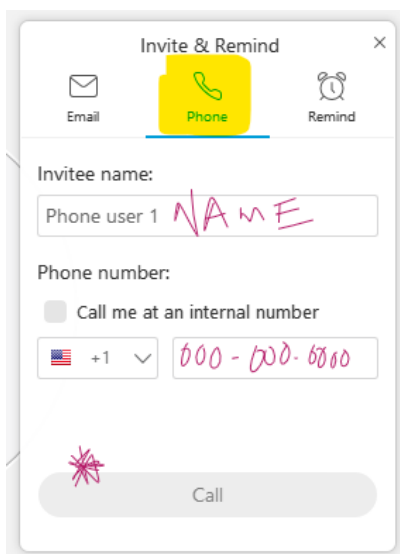 Invite & Remind
Email Phone Remind
Invitee name:
Phone user 1 NAME
Phone number:
Call me at an internal number
+1 000-000-0000
Call